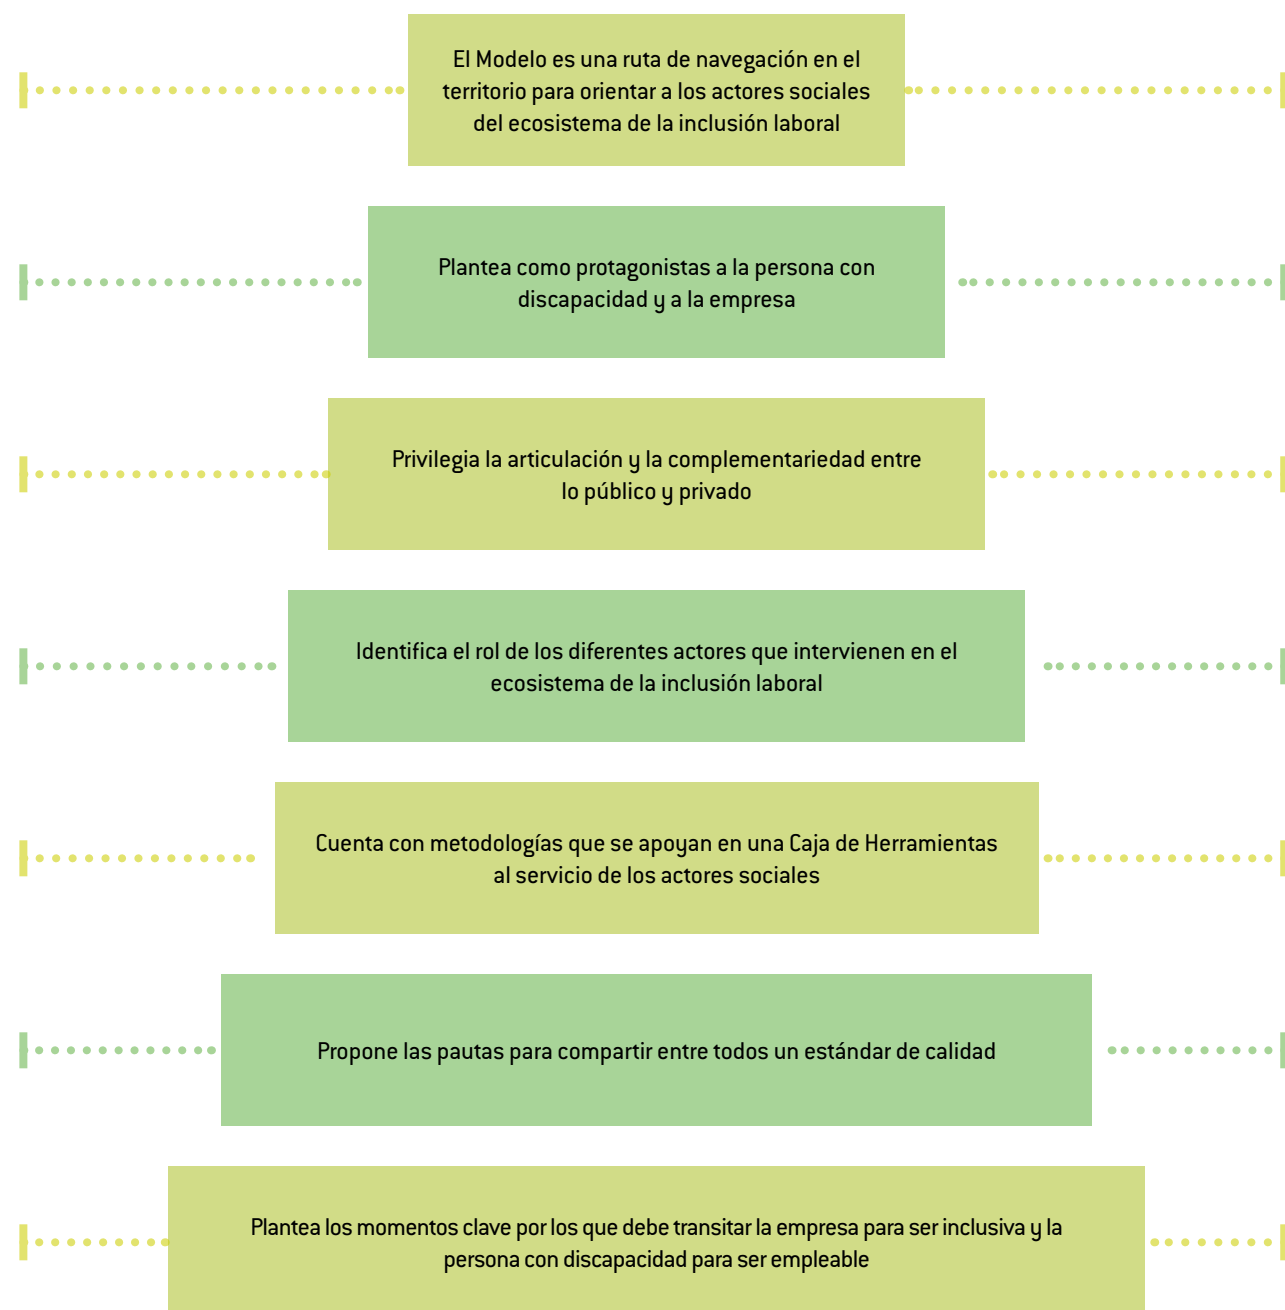 El Modelo es una ruta de navegación en el
territorio para orientar a los actores sociales
del ecosistema de la inclusión laboral
Plantea como protagonistas a la persona con
discapacidad y a la empresa
Privilegia la articulación y la complementariedad entre
lo público y privado
Identifica el rol de los diferentes actores que intervienen en el
ecosistema de la inclusión laboral
Cuenta con metodologías que se apoyan en una Caja de Herramientas
al servicio de los actores sociales
Propone las pautas para compartir entre todos un estándar de calidad
Plantea los momentos clave por los que debe transitar la empresa para ser inclusiva y la
persona con discapacidad para ser empleable